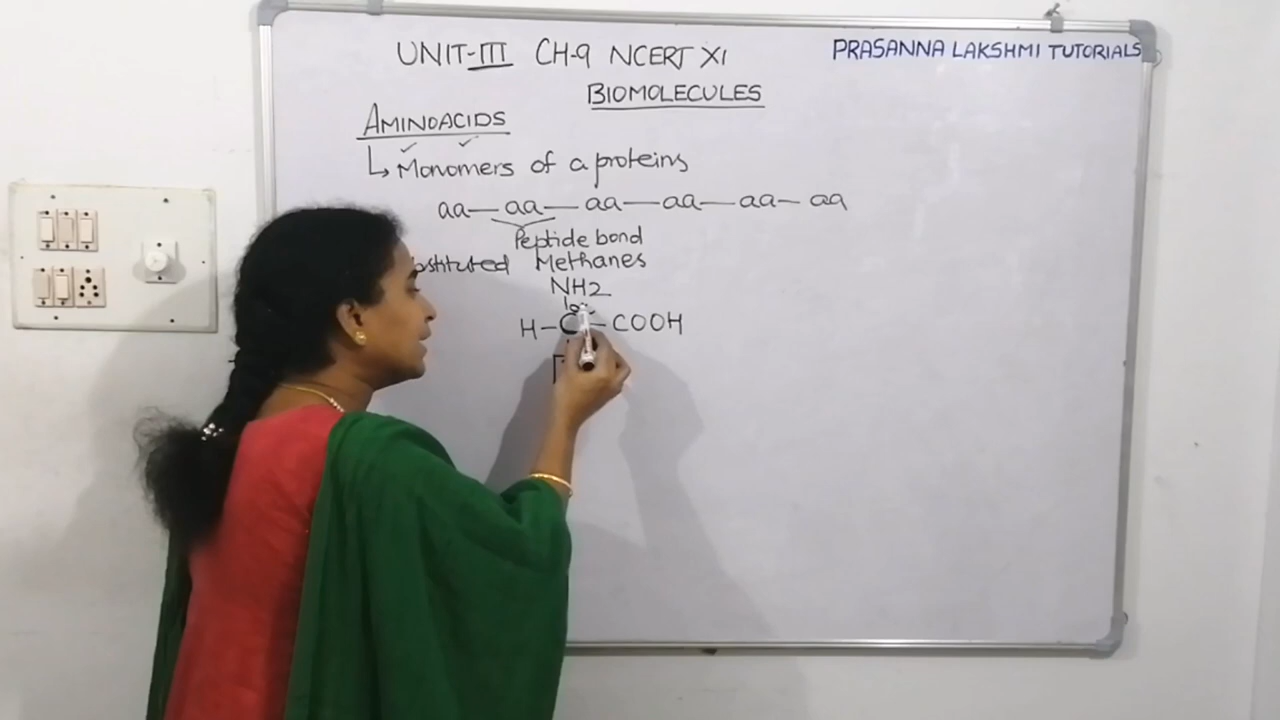 UNIT-III CH-9 NCERT XI
PRASANNA LAKSHMI TUTORIALS
BIOMOLECULES
AMINOACIDS
↳ Monomers of a proteins
aa — aa — aa — aa — aa — aa
Peptide bond
Methanes
NH2
H-C-COOH